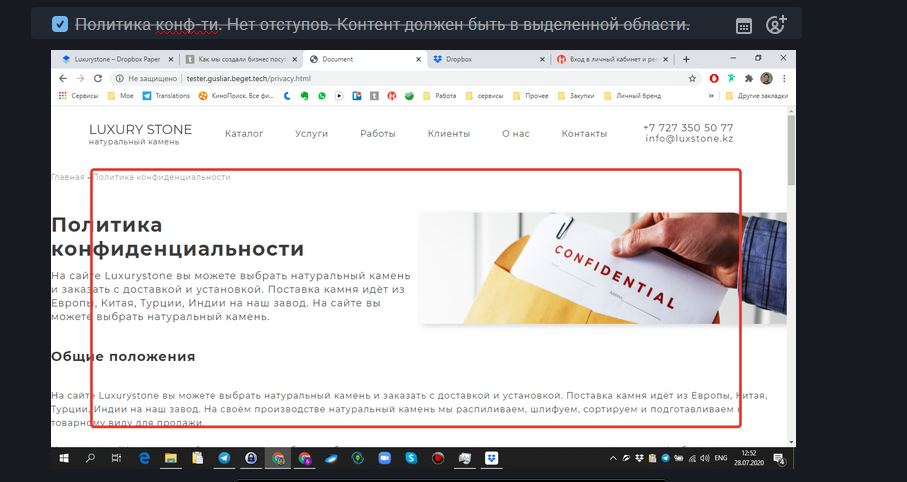 Политика конф-ти. Нет отступов. Контент должен быть в выделенной области.
Luxurystone – Dropbox Paper
Как мы создали бизнес посу
Document
Dropbox
Вход в личный кабинет и ре
Не защищено | tester.gusliar.beget.tech/privacy.html
Сервисы Мое Translations КиноПоиск. Все фи... Работа сервисы Прочее Закупки Личный бренд » Другие закладки
LUXURY STONE
натуральный камень
Каталог Услуги Работы Клиенты О нас Контакты
+7 727 350 50 77
info@luxstone.kz
Главная - Политика конфиденциальности
Политика
конфиденциальности
На сайте Luxurystone вы можете выбрать натуральный камень
и заказать с доставкой и установкой. Поставка камня идёт из
Европы, Китая, Турции, Индии на наш завод. На сайте вы
можете выбрать натуральный камень.
CONFIDENTIAL
Общие положения
На сайте Luxurystone вы можете выбрать натуральный камень и заказать с доставкой и установкой. Поставка камня идёт из Европы, Китая,
Турции, Индии на наш завод. На своём производстве натуральный камень мы распиливаем, шлифуем, сортируем и подготавливаем к
товарному виду для продажи.
ENG
12:52
28.07.2020
4